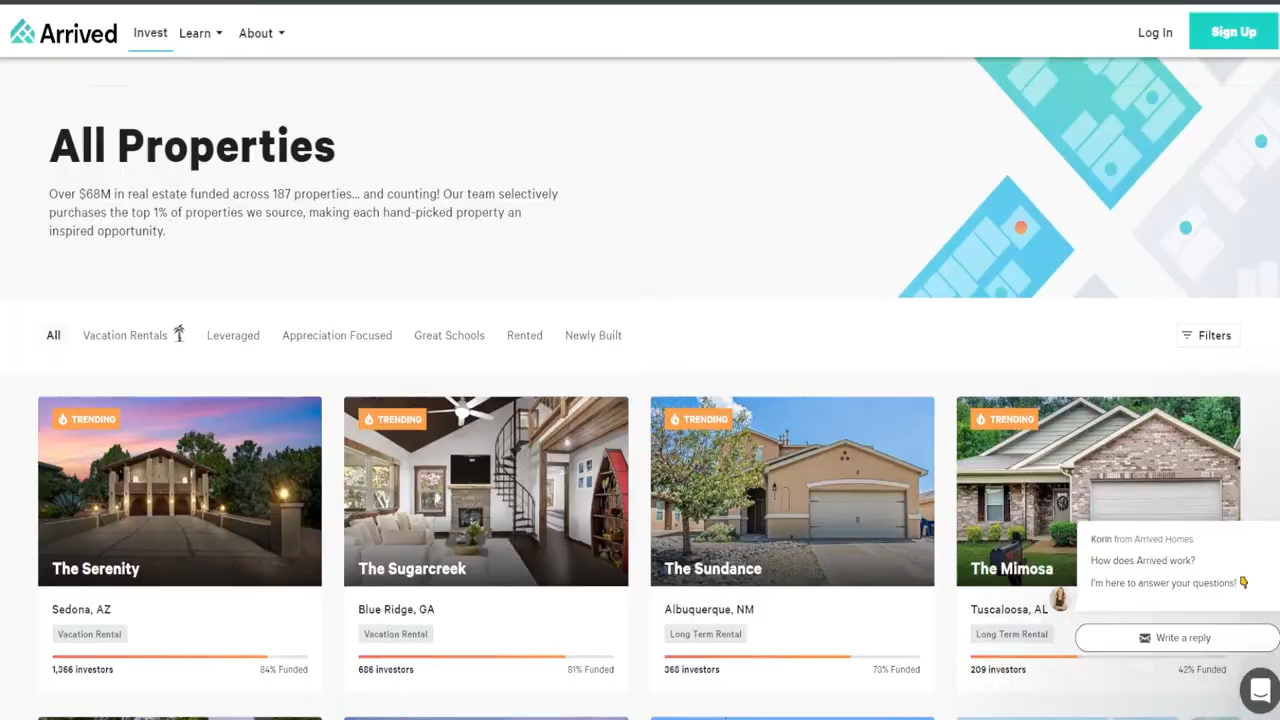 Arrived
Invest
Learn
About
Log In
Sign Up
All Properties
Over $68M in real estate funded across 187 properties... and counting! Our team selectively
purchases the top 1% of properties we source, making each hand-picked property an
inspired opportunity.
All
Vacation Rentals
Leveraged
Appreciation Focused
Great Schools
Rented
Newly Built
Filters
TRENDING
The Serenity
Sedona, AZ
Vacation Rental
1,366 investors
84% Funded
TRENDING
The Sugarcreek
Blue Ridge, GA
Vacation Rental
686 investors
81% Funded
TRENDING
The Sundance
Albuquerque, NM
Long Term Rental
368 investors
73% Funded
TRENDING
The Mimosa
Tuscaloosa, AL
Long Term Rental
209 investors
42% Funded
Korin from Arrived Homes
How does Arrived work?
I'm here to answer your questions! 👇
Write a reply